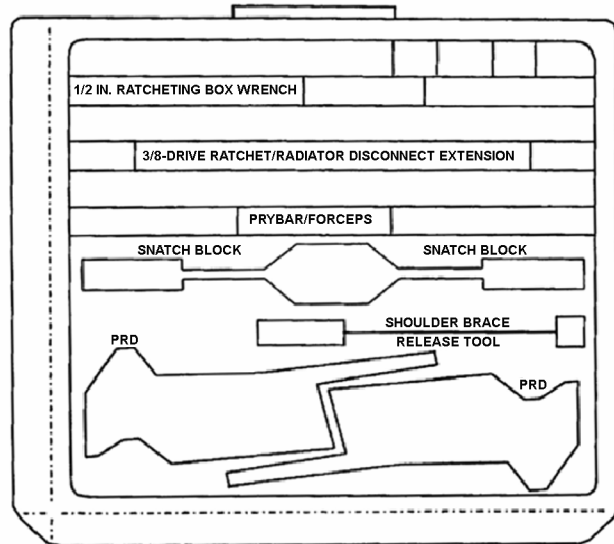 1/2 IN. RATCHETING BOX WRENCH
3/8-DRIVE RATCHET/RADIATOR DISCONNECT EXTENSION
PRYBAR/FORCEPS
SNATCH BLOCK
SNATCH BLOCK
SHOULDER BRACE
RELEASE TOOL
PRD
PRD